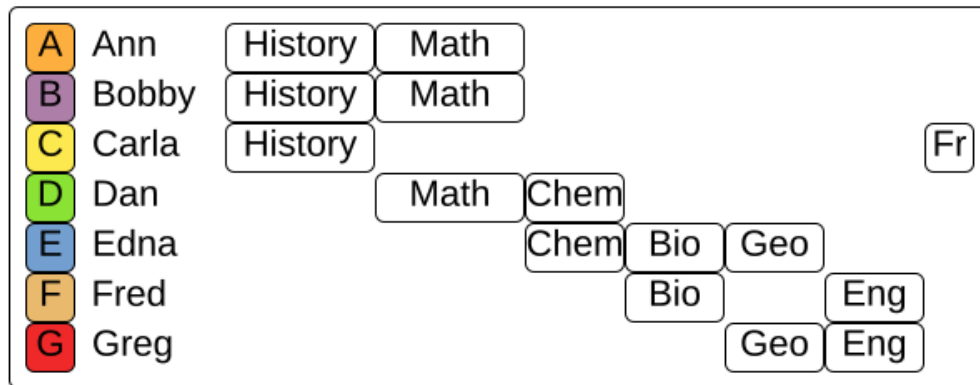 A Ann History Math
B Bobby History Math
C Carla History Fr
D Dan Math Chem
E Edna Chem Bio Geo
F Fred Bio Eng
G Greg Geo Eng